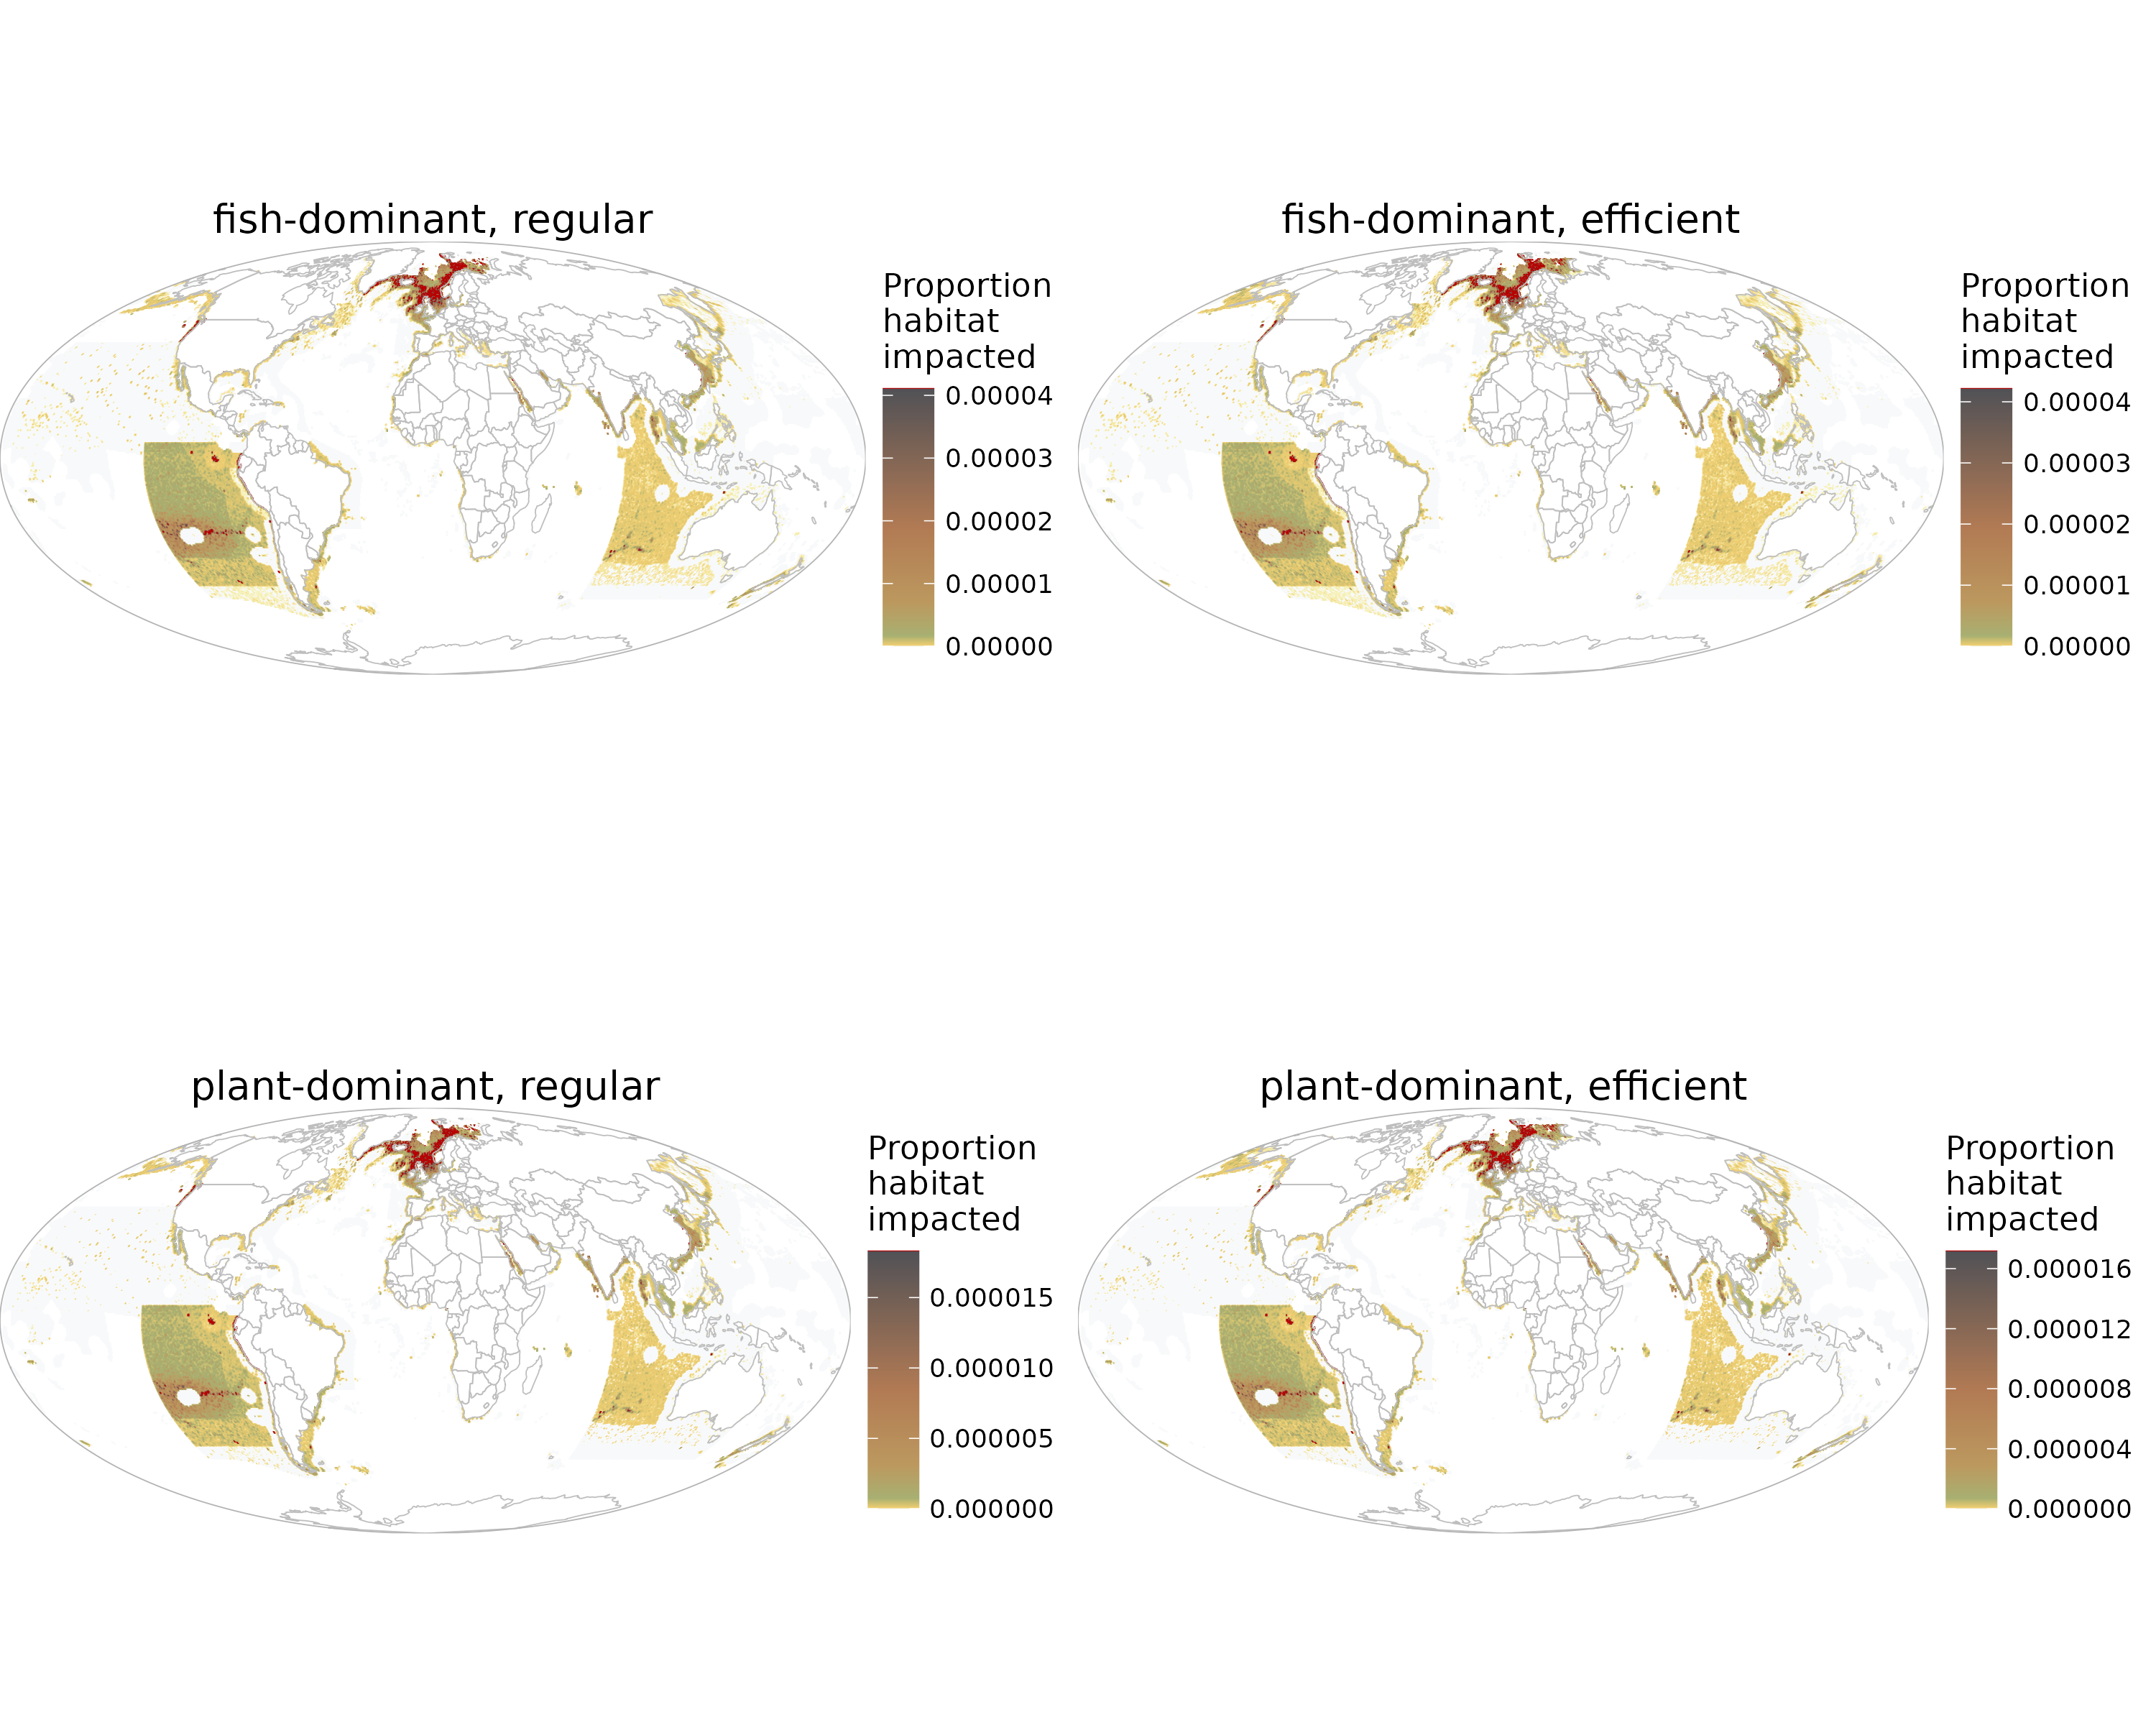 fish-dominant, regular
Proportion
habitat
impacted
0.00004
0.00003
0.00002
0.00001
0.00000
fish-dominant, efficient
Proportion
habitat
impacted
0.00004
0.00003
0.00002
0.00001
0.00000
plant-dominant, regular
Proportion
habitat
impacted
0.000015
0.000010
0.000005
0.000000
plant-dominant, efficient
Proportion
habitat
impacted
0.000016
0.000012
0.000008
0.000004
0.000000